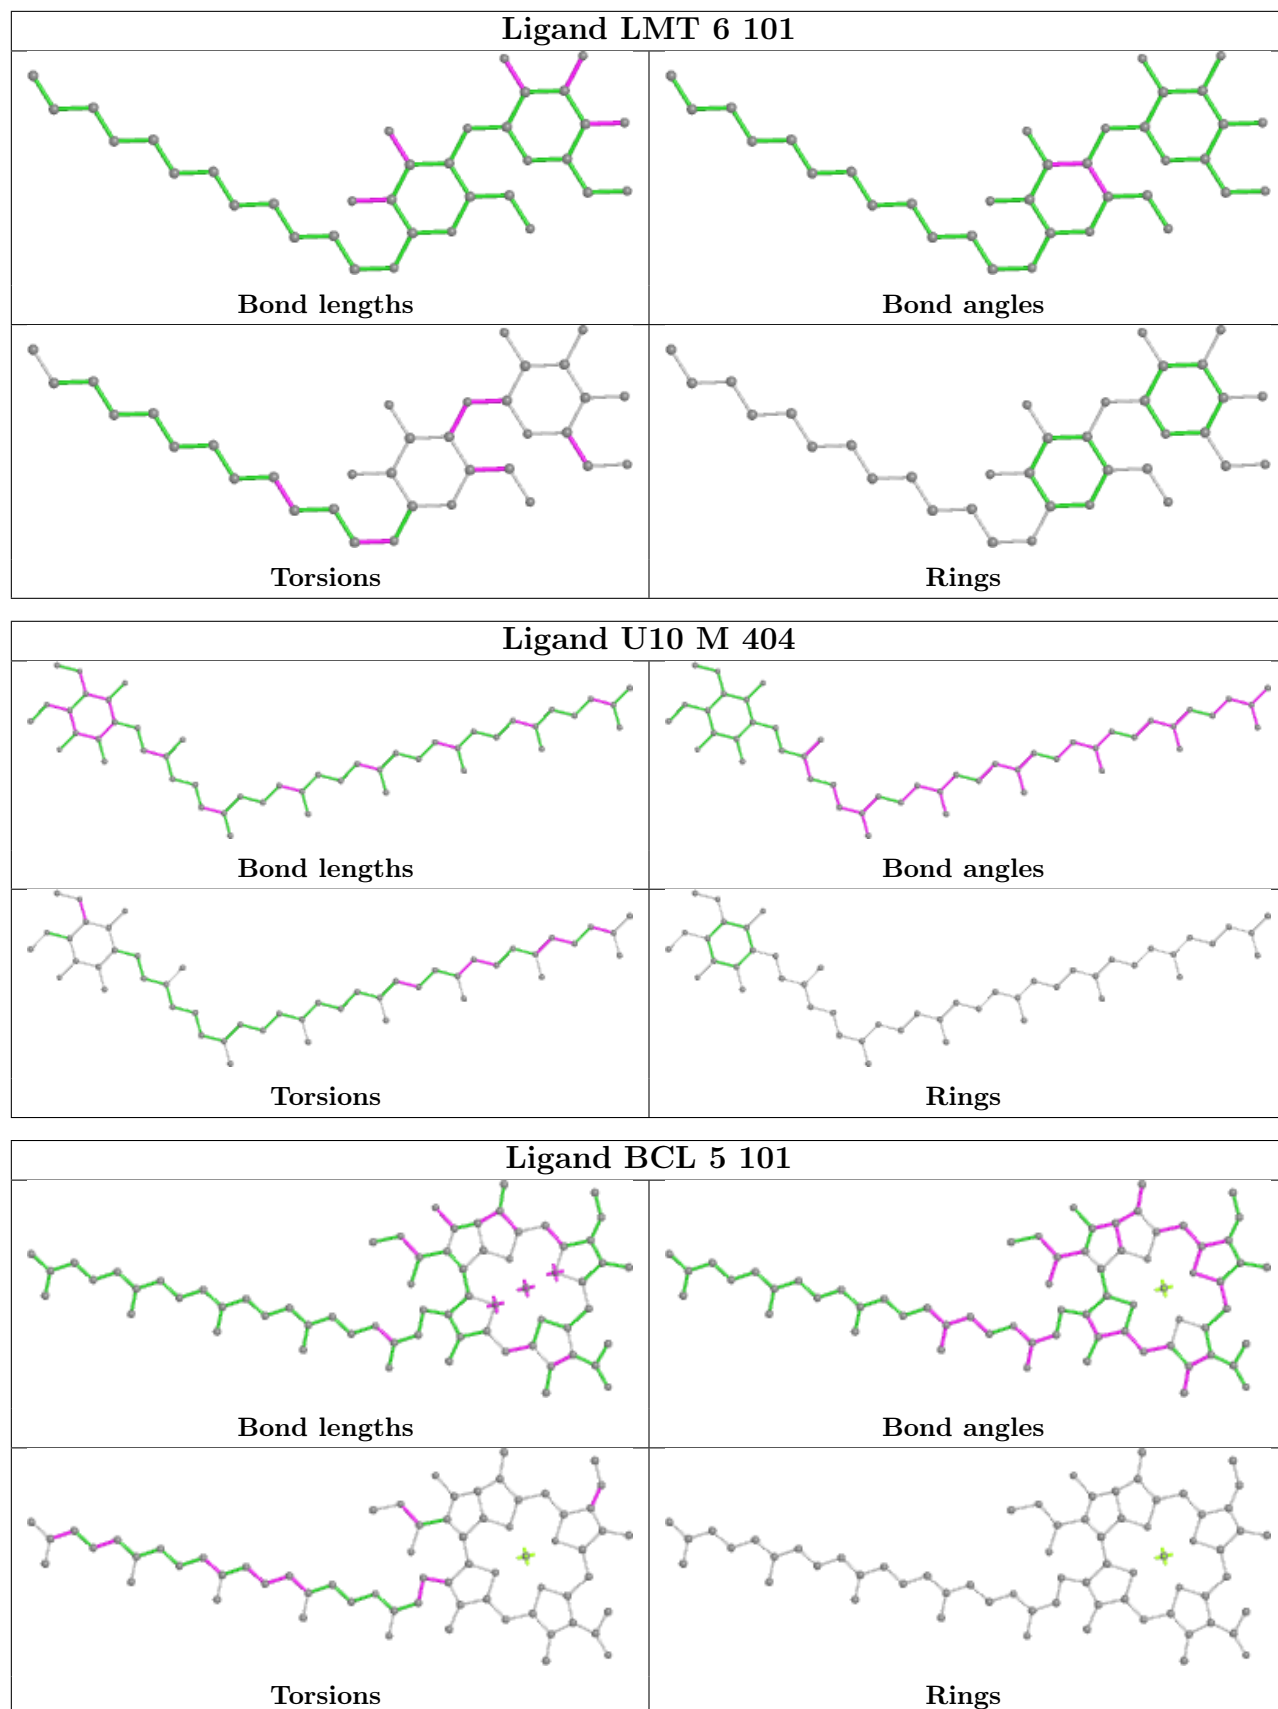 Ligand LMT 6 101
Bond lengths
Bond angles
Torsions
Rings
Ligand U10 M 404
Bond lengths
Bond angles
Torsions
Rings
Ligand BCL 5 101
Bond lengths
Bond angles
Torsions
Rings